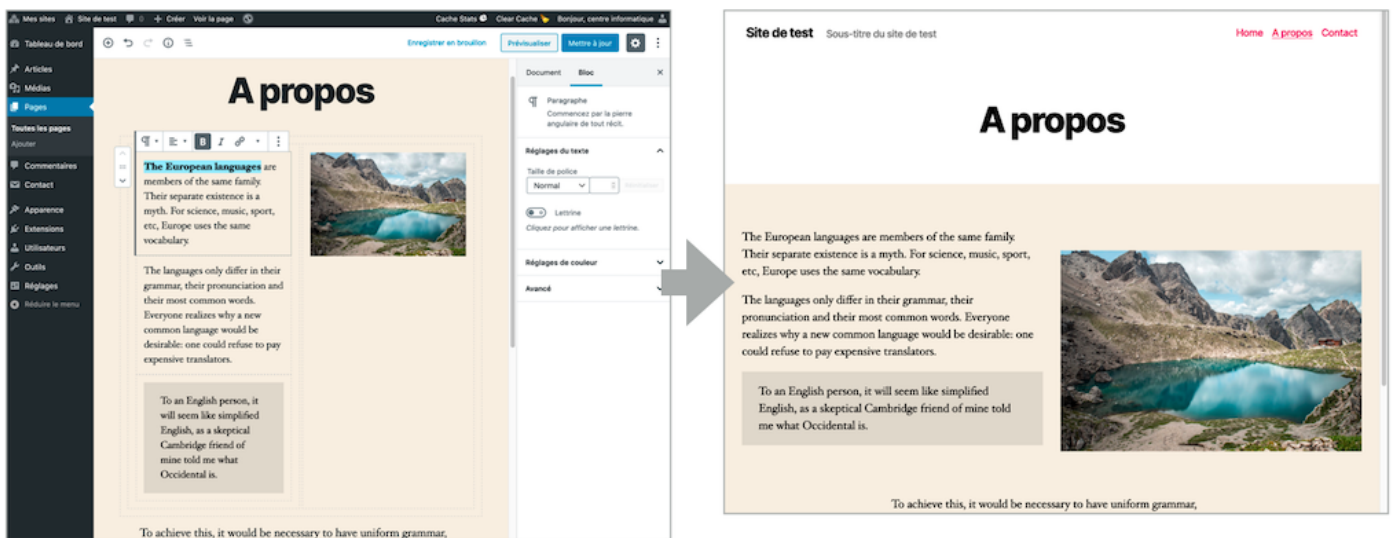 Mes sites Site de test 0 + Créer Voir la page Cache Stats Clear Cache Bonjour, centre informatique
Tableau de bord
Articles
Médias
Pages
Toutes les pages
Ajouter
Commentaires
Contact
Apparence
Extensions
Utilisateurs
Outils
Réglages
Réduire le menu
Enregistrer en brouillon Prévisualiser Mettre à jour
A propos
B I
The European languages are
members of the same family.
Their separate existence is a
myth. For science, music, sport,
etc, Europe uses the same
vocabulary.
The languages only differ in their
grammar, their pronunciation and
their most common words.
Everyone realizes why a new
common language would be
desirable: one could refuse to pay
expensive translators.
To an English person, it
will seem like simplified
English, as a skeptical
Cambridge friend of
mine told me what
Occidental is.
To achieve this, it would be necessary to have uniform grammar,
Document Bloc
Paragraphe
Commencez par la pierre
angulaire de tout récit.
Réglages du texte
Taille de police
Normal
Lettrine
Cliquez pour afficher une lettrine.
Réglages de couleur
Avancé
Site de test Sous-titre du site de test Home A propos Contact
A propos
The European languages are members of the same family.
Their separate existence is a myth. For science, music, sport,
etc, Europe uses the same vocabulary.
The languages only differ in their grammar, their
pronunciation and their most common words. Everyone
realizes why a new common language would be desirable: one
could refuse to pay expensive translators.
To an English person, it will seem like simplified
English, as a skeptical Cambridge friend of mine told
me what Occidental is.
To achieve this, it would be necessary to have uniform grammar,